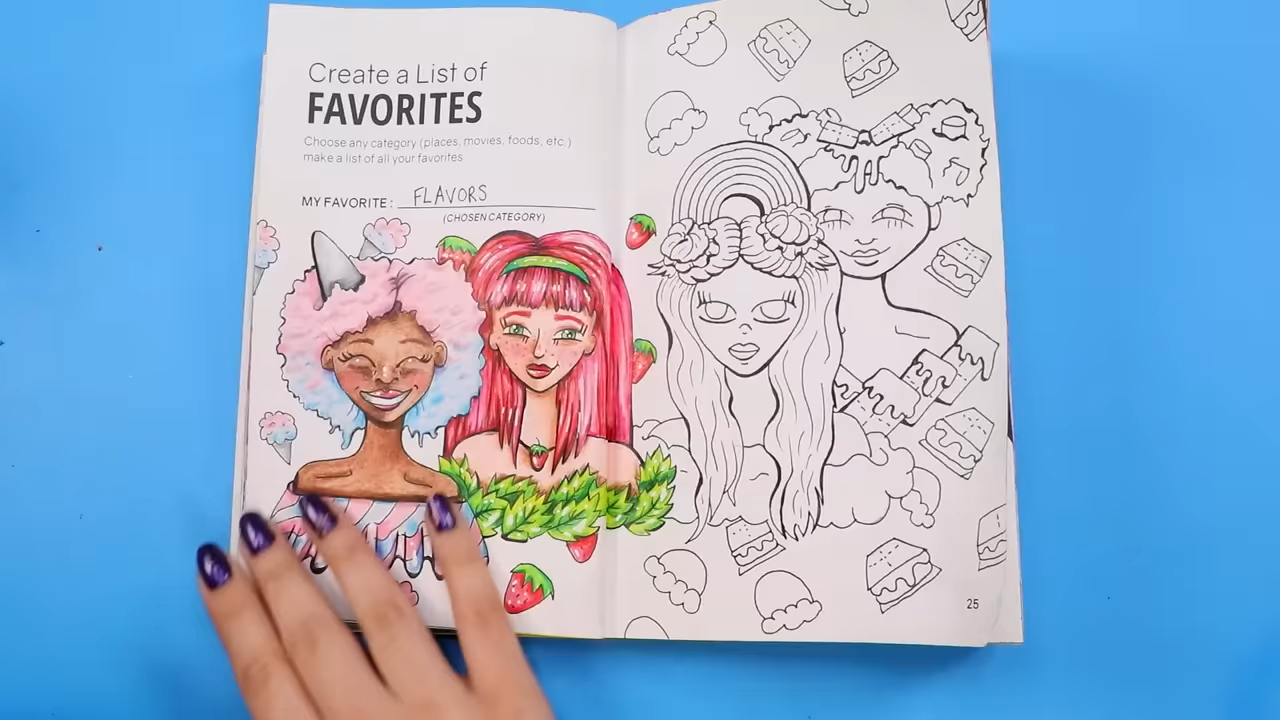 Create a List of
FAVORITES
Choose any category (places, movies, foods, etc.)
make a list of all your favorites
MY FAVORITE: FLAVORS
(CHOSEN CATEGORY)
25